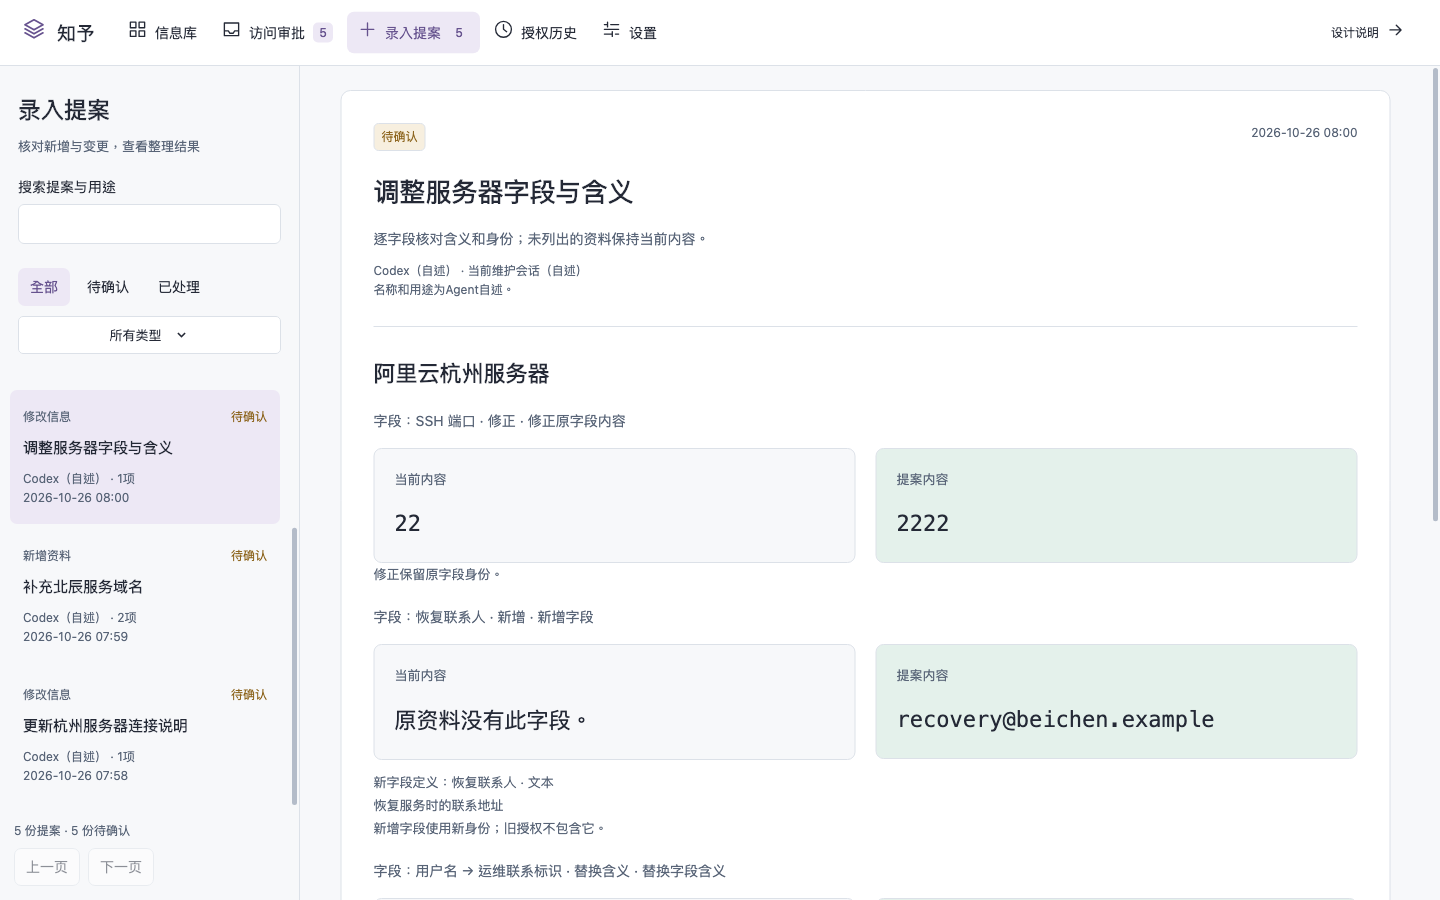 知予
信息库
访问审批 5
录入提案 5
授权历史
设置
设计说明
录入提案
核对新增与变更，查看整理结果
搜索提案与用途
全部
待确认
已处理
所有类型
修改信息 待确认
调整服务器字段与含义
Codex（自述） · 1项
2026-10-26 08:00
新增资料 待确认
补充北辰服务域名
Codex（自述） · 2项
2026-10-26 07:59
修改信息 待确认
更新杭州服务器连接说明
Codex（自述） · 1项
2026-10-26 07:58
5 份提案 · 5 份待确认
上一页 下一页
待确认
2026-10-26 08:00
调整服务器字段与含义
逐字段核对含义和身份；未列出的资料保持当前内容。
Codex（自述） · 当前维护会话（自述）
名称和用途为Agent自述。
阿里云杭州服务器
字段：SSH 端口 · 修正 · 修正原字段内容
当前内容
22
提案内容
2222
修正保留原字段身份。
字段：恢复联系人 · 新增 · 新增字段
当前内容
原资料没有此字段。
提案内容
recovery@beichen.example
新字段定义：恢复联系人 · 文本
恢复服务时的联系地址
新增字段使用新身份；旧授权不包含它。
字段：用户名 → 运维联系标识 · 替换含义 · 替换字段含义